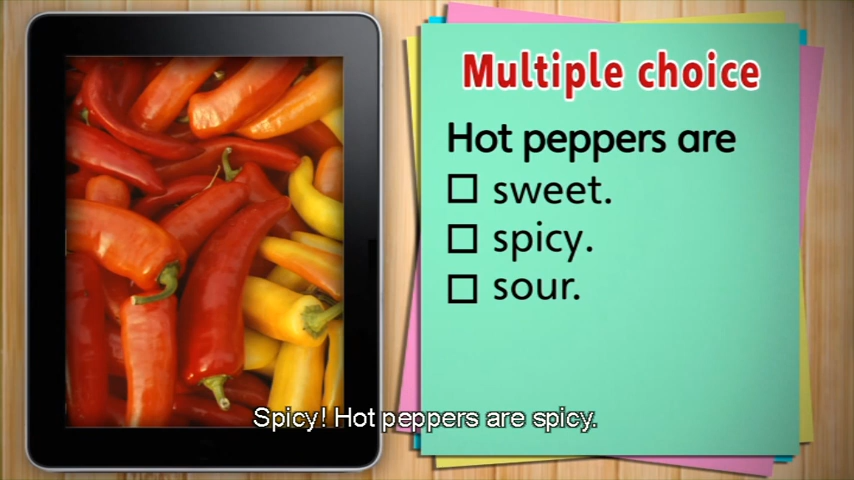 Multiple choice
Hot peppers are
sweet.
spicy.
sour.
Spicy! Hot peppers are spicy.